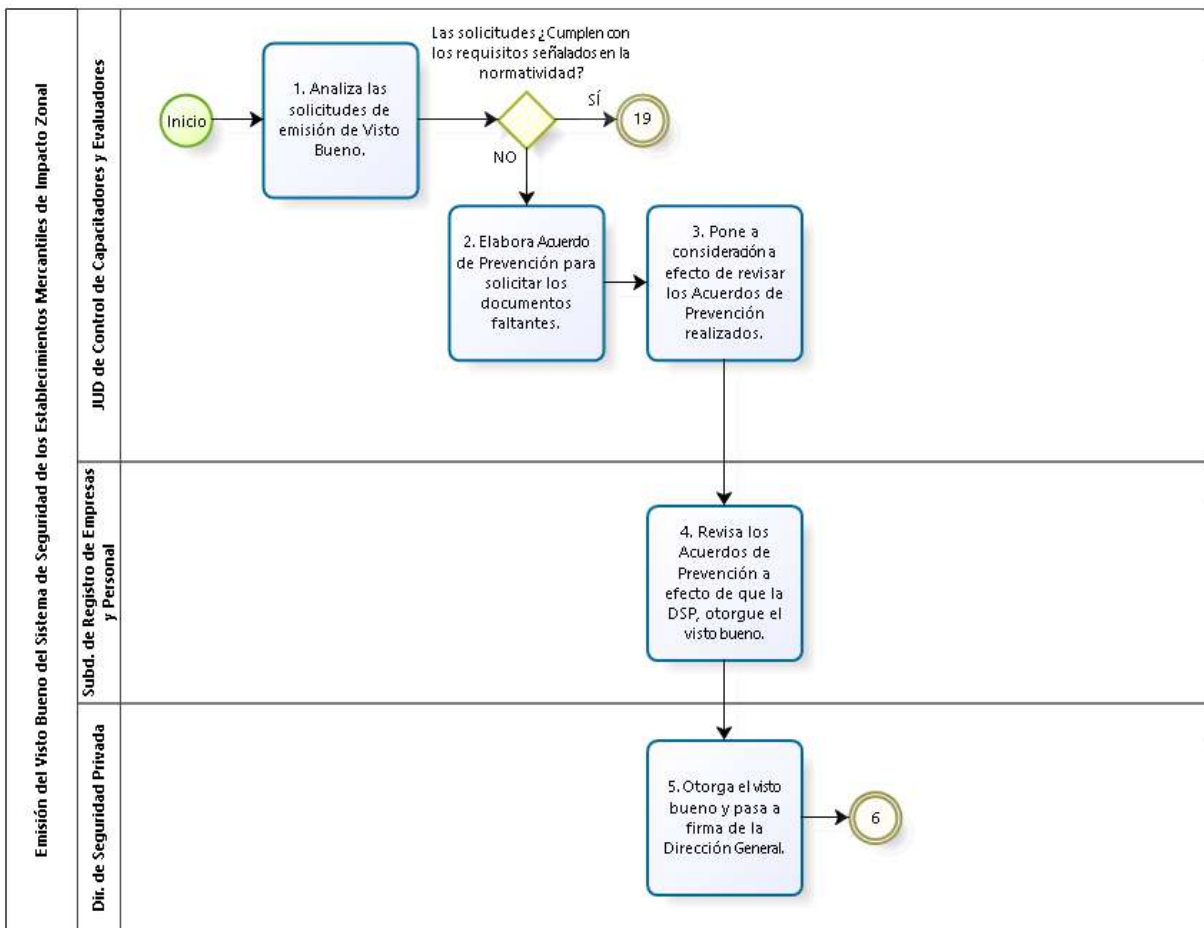 Emisión del Visto Bueno del Sistema de Seguridad de los Establecimientos Mercantiles de Impacto Zonal
JUD de Control de Capacitadores y Evaluadores
Inicio
1. Analiza las
solicitudes de
emisión de Visto
Bueno.
Las solicitudes ¿Cumplen con
los requisitos señalados en la
normatividad?
SÍ
19
NO
2. Elabora Acuerdo
de Prevención para
solicitar los
documentos
faltantes.
3. Pone a
consideración a
efecto de revisar
los Acuerdos de
Prevención
realizados.
Subd. de Registro de Empresas
y Personal
4. Revisa los
Acuerdos de
Prevención a
efecto de que la
DSP, otorgue el
visto bueno.
Dir. de Seguridad Privada
5. Otorga el visto
bueno y pasa a
firma de la
Dirección General.
6